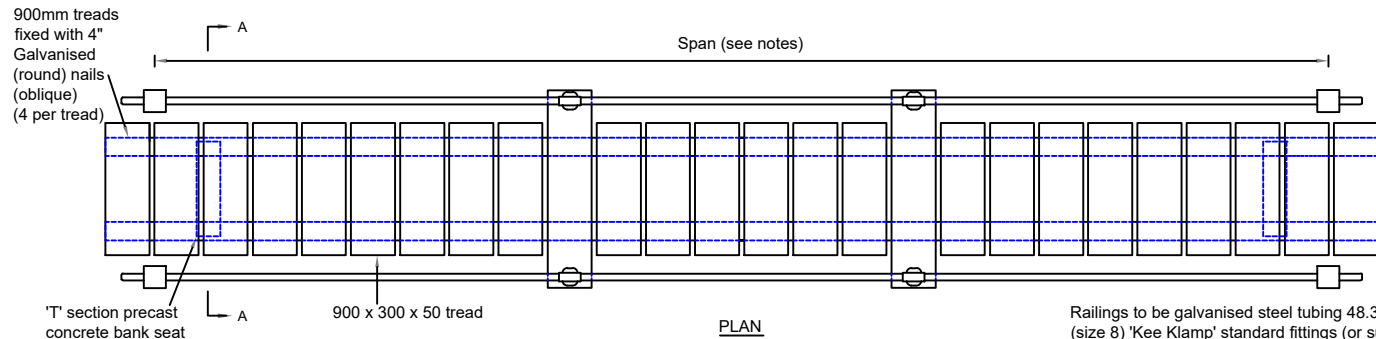 900mm treads
fixed with 4"
Galvanised
(round) nails
(oblique)
(4 per tread)
A
Span (see notes)
'T' section precast
concrete bank seat
A
900 x 300 x 50 tread
PLAN
Railings to be galvanised steel tubing 48.3
(size 8) 'Kee Klamp' standard fittings (or